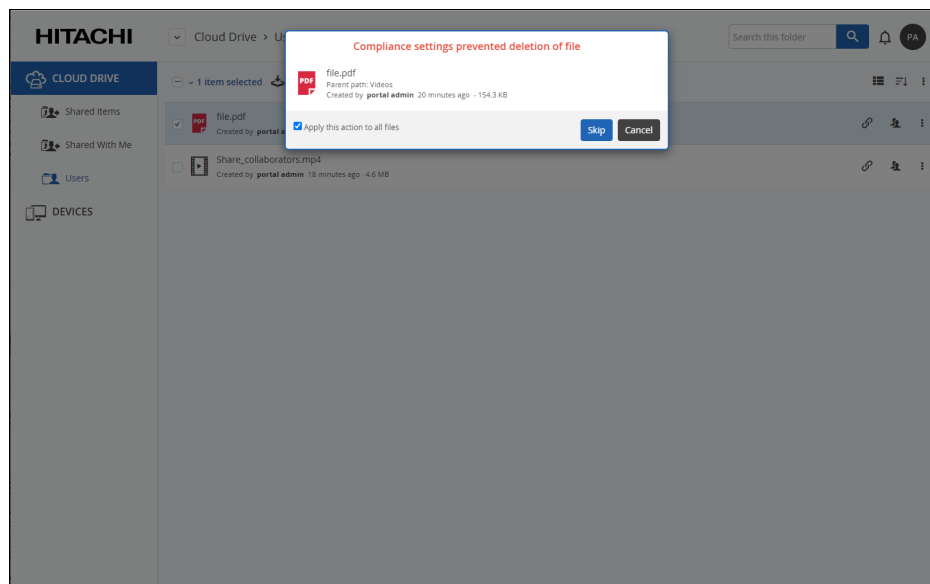 HITACHI
Cloud Drive › Us
Search this folder
PA
Compliance settings prevented deletion of file
PDF
file.pdf
Parent path: Videos
Created by portal admin 20 minutes ago - 154.3 KB
Apply this action to all files
Skip
Cancel
CLOUD DRIVE
1 item selected
Shared Items
PDF
file.pdf
Created by portal a
Shared With Me
Share_collaborators.mp4
Created by portal admin 18 minutes ago · 4.6 MB
Users
DEVICES